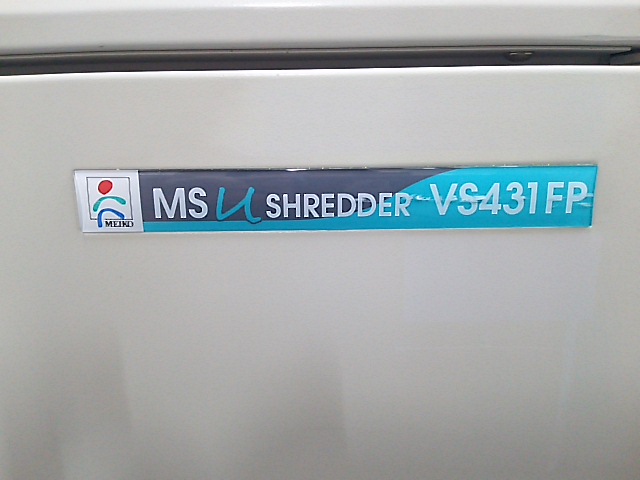 MEIKO MS u SHREDDER VS431FP